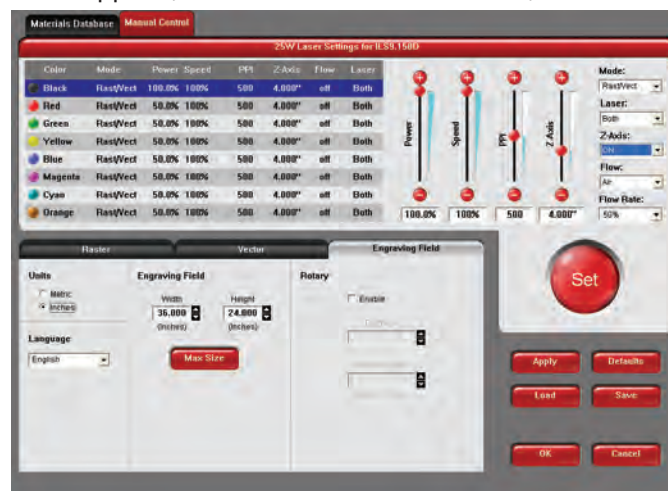 Materials Database Manual Control
25W Laser Settings for ILS9.150D
Color Mode Power Speed PPI Z-Axis Flow Laser
Black Rast/Vect 100.0% 100% 500 4.000" off Both
Red Rast/Vect 50.0% 100% 500 4.000" off Both
Green Rast/Vect 50.0% 100% 500 4.000" off Both
Yellow Rast/Vect 50.0% 100% 500 4.000" off Both
Blue Rast/Vect 50.0% 100% 500 4.000" off Both
Magenta Rast/Vect 50.0% 100% 500 4.000" off Both
Cyan Rast/Vect 50.0% 100% 500 4.000" off Both
Orange Rast/Vect 50.0% 100% 500 4.000" off Both
Power
Speed
PPI
Z Axis
100.0% 100% 500 4.000"
Mode:
Rast/Vect
Laser:
Both
Z-Axis:
ON
Flow:
Air
Flow Rate:
50%
Raster Vector Engraving Field
Units
Metric
Inches
Language
English
Engraving Field
Width Height
36.000 24.000
(Inches) (Inches)
Max Size
Rotary
Enable
Set
Apply Defaults
Load Save
OK Cancel